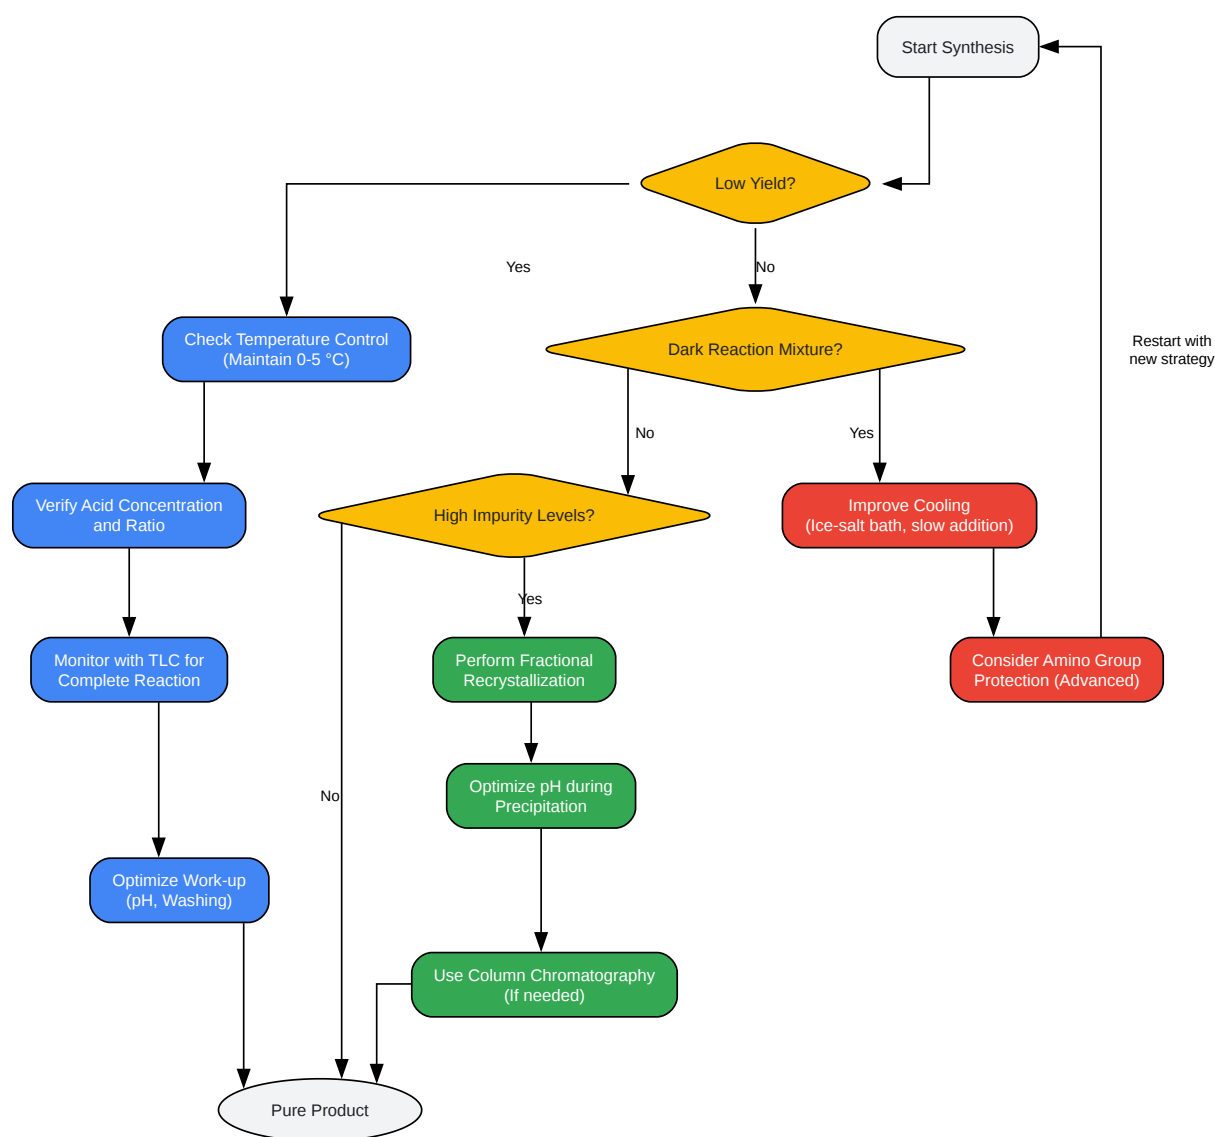 Start Synthesis
Low Yield?
Yes
No
Check Temperature Control
(Maintain 0-5 °C)
Dark Reaction Mixture?
Restart with
new strategy
No
Yes
Verify Acid Concentration
and Ratio
High Impurity Levels?
Improve Cooling
(Ice-salt bath, slow addition)
Yes
Monitor with TLC for
Complete Reaction
Perform Fractional
Recrystallization
Consider Amino Group
Protection (Advanced)
No
Optimize pH during
Precipitation
Optimize Work-up
(pH, Washing)
Use Column Chromatography
(If needed)
Pure Product